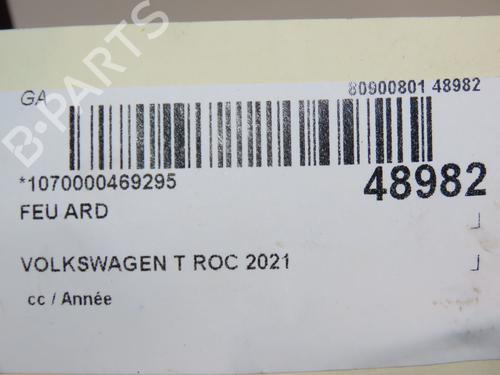 GA 80900801 48982
*1070000469295 48982
FEU ARD
VOLKSWAGEN T ROC 2021
cc / Année
B-PARTS